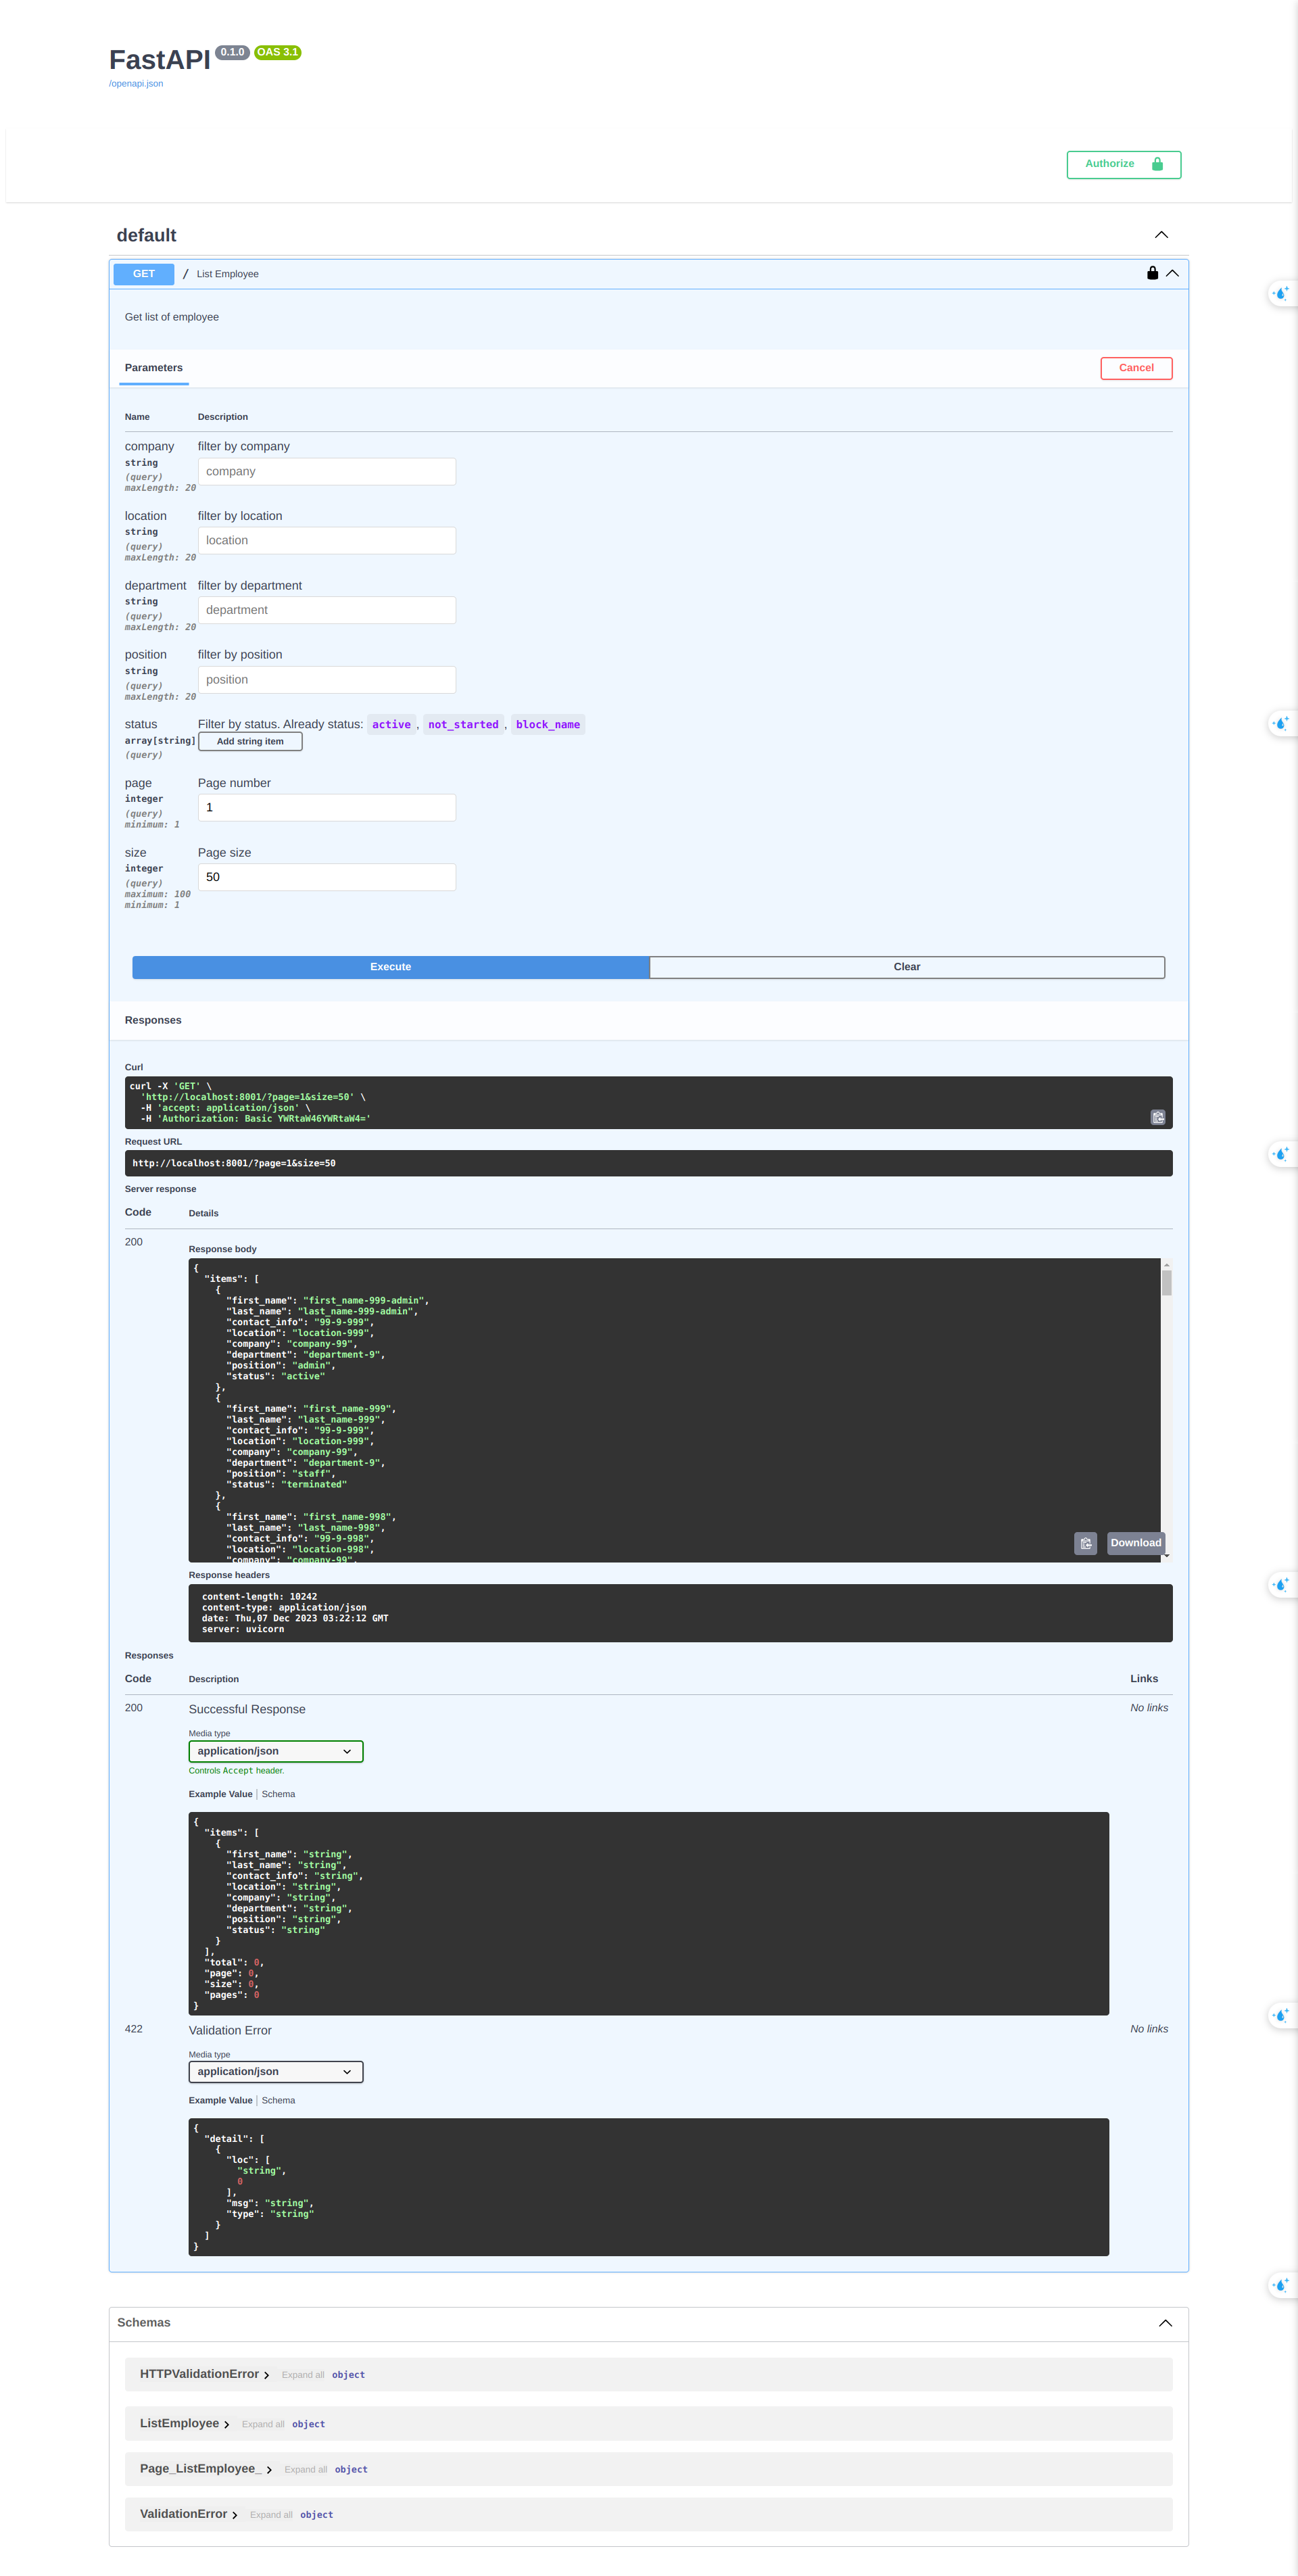 FastAPI 0.1.0 OAS 3.1
/openapi.json
Authorize
default
GET / List Employee
Get list of employee
Parameters
Cancel
Name Description
company filter by company
string
(query)
maxLength: 20
company
location filter by location
string
(query)
maxLength: 20
location
department filter by department
string
(query)
maxLength: 20
department
position filter by position
string
(query)
maxLength: 20
position
status Filter by status. Already status: active, not_started, block_name
array[string] Add string item
(query)
page Page number
integer
(query)
minimum: 1
1
size Page size
integer
(query)
maximum: 100
minimum: 1
50
Execute Clear
Responses
Curl
curl -X 'GET' \
'http://localhost:8001/?page=1&size=50' \
-H 'accept: application/json' \
-H 'Authorization: Basic YWRtaW46YWRtaW4='
Request URL
http://localhost:8001/?page=1&size=50
Server response
Code Details
200
Response body
{
"items": [
{
"first_name": "first_name-999-admin",
"last_name": "last_name-999-admin",
"contact_info": "99-9-999",
"location": "location-999",
"company": "company-99",
"department": "department-9",
"position": "admin",
"status": "active"
},
{
"first_name": "first_name-999",
"last_name": "last_name-999",
"contact_info": "99-9-999",
"location": "location-999",
"company": "company-99",
"department": "department-9",
"position": "staff",
"status": "terminated"
},
{
"first_name": "first_name-998",
"last_name": "last_name-998",
"contact_info": "99-9-998",
"location": "location-998",
"company": "company-99",
Download
Response headers
content-length: 10242
content-type: application/json
date: Thu,07 Dec 2023 03:22:12 GMT
server: uvicorn
Responses
Code Description Links
200 Successful Response No links
Media type
application/json
Controls Accept header.
Example Value | Schema
{
"items": [
{
"first_name": "string",
"last_name": "string",
"contact_info": "string",
"location": "string",
"company": "string",
"department": "string",
"position": "string",
"status": "string"
}
],
"total": 0,
"page": 0,
"size": 0,
"pages": 0
}
422 Validation Error No links
Media type
application/json
Example Value | Schema
{
"detail": [
{
"loc": [
"string",
0
],
"msg": "string",
"type": "string"
}
]
}
Schemas
HTTPValidationError Expand all object
ListEmployee Expand all object
Page_ListEmployee_ Expand all object
ValidationError Expand all object